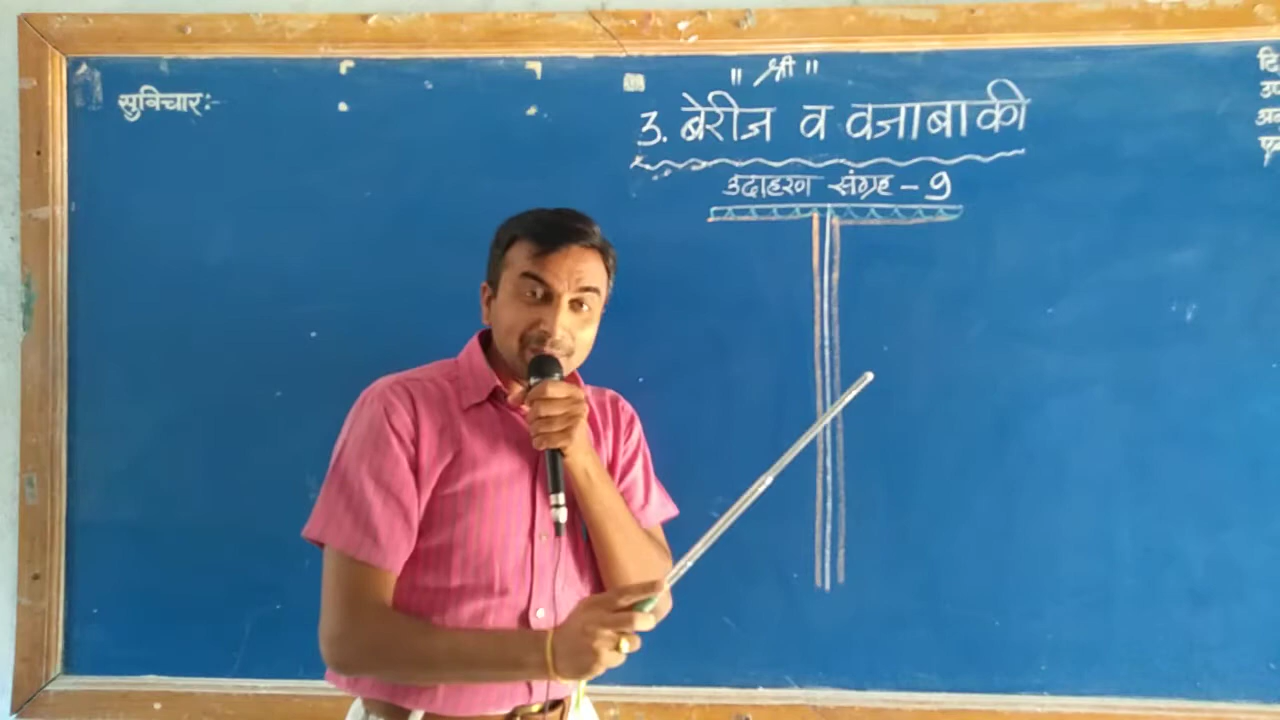 सुविचार:-
" श्री "
3. बेरीज व वजाबाकी
उदाहरण संग्रह - 9